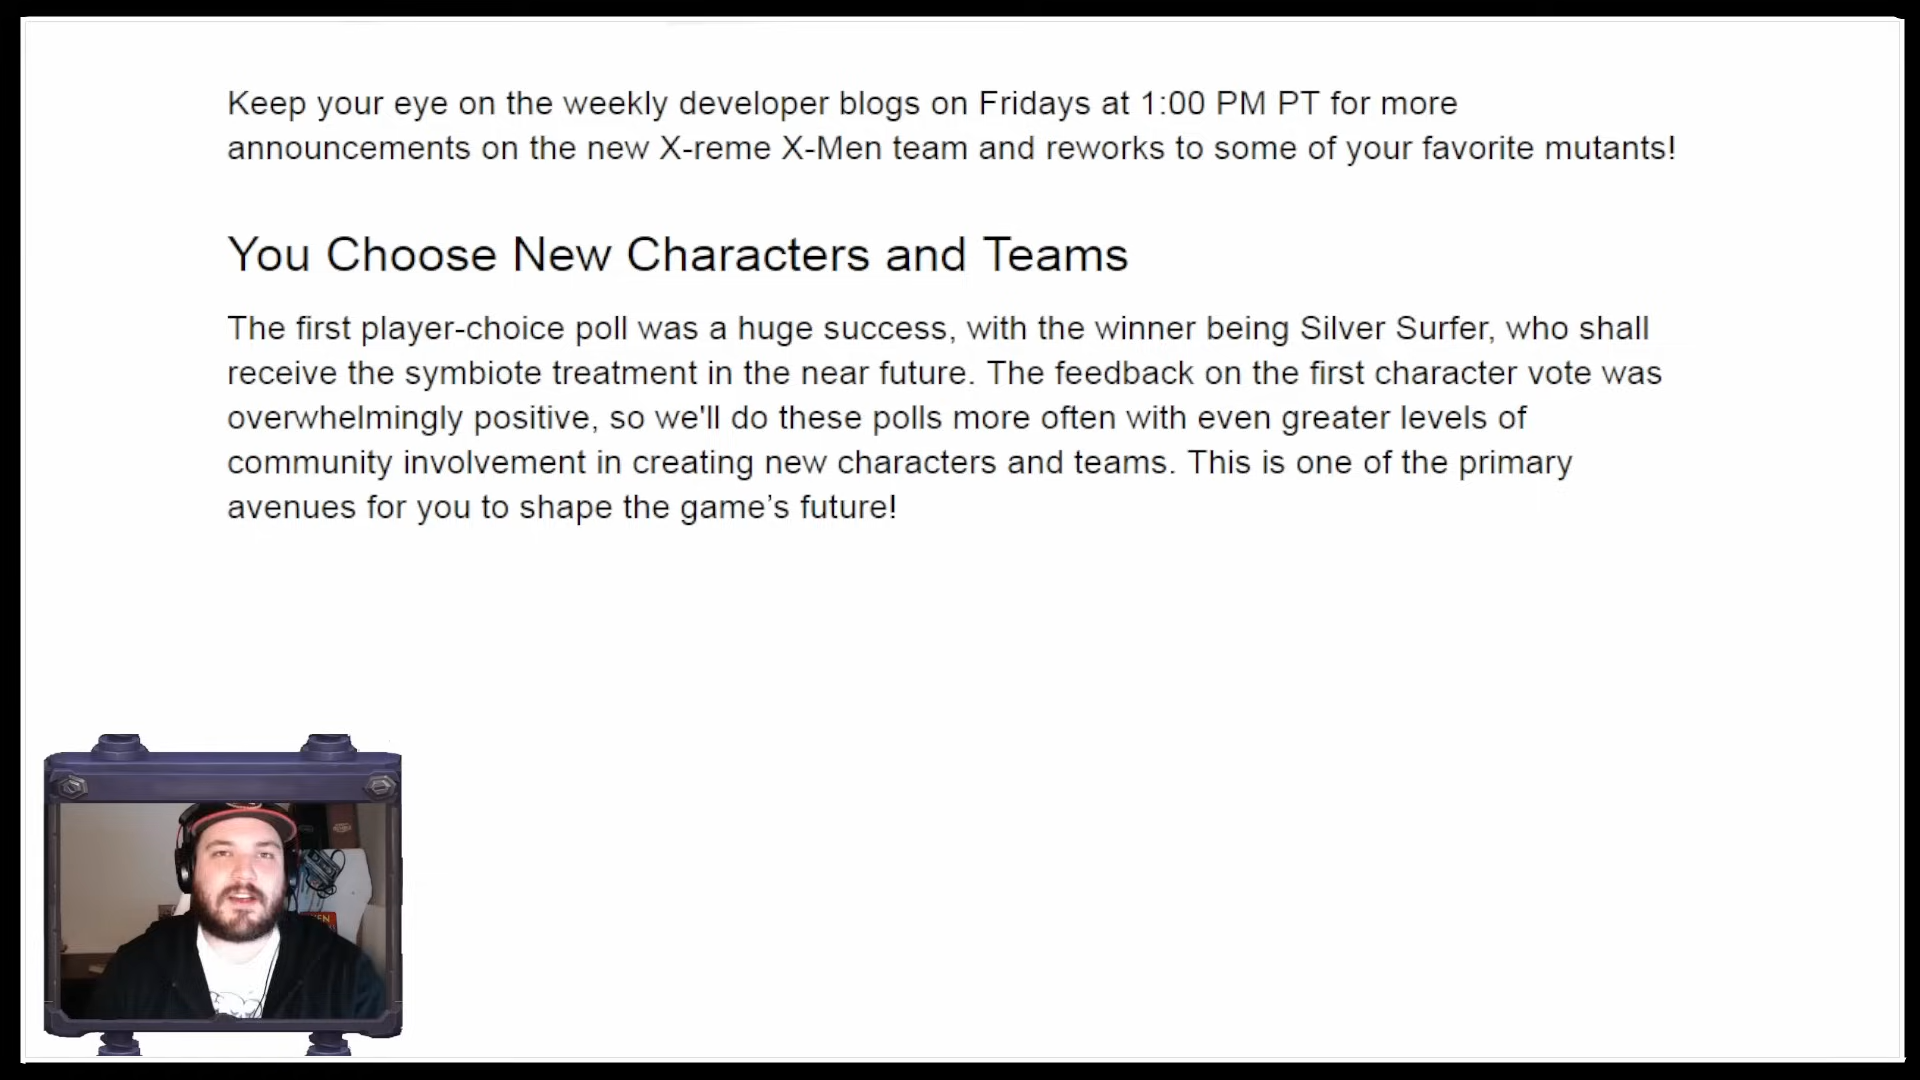 Keep your eye on the weekly developer blogs on Fridays at 1:00 PM PT for more
announcements on the new X-reme X-Men team and reworks to some of your favorite mutants!
You Choose New Characters and Teams
The first player-choice poll was a huge success, with the winner being Silver Surfer, who shall
receive the symbiote treatment in the near future. The feedback on the first character vote was
overwhelmingly positive, so we'll do these polls more often with even greater levels of
community involvement in creating new characters and teams. This is one of the primary
avenues for you to shape the game’s future!